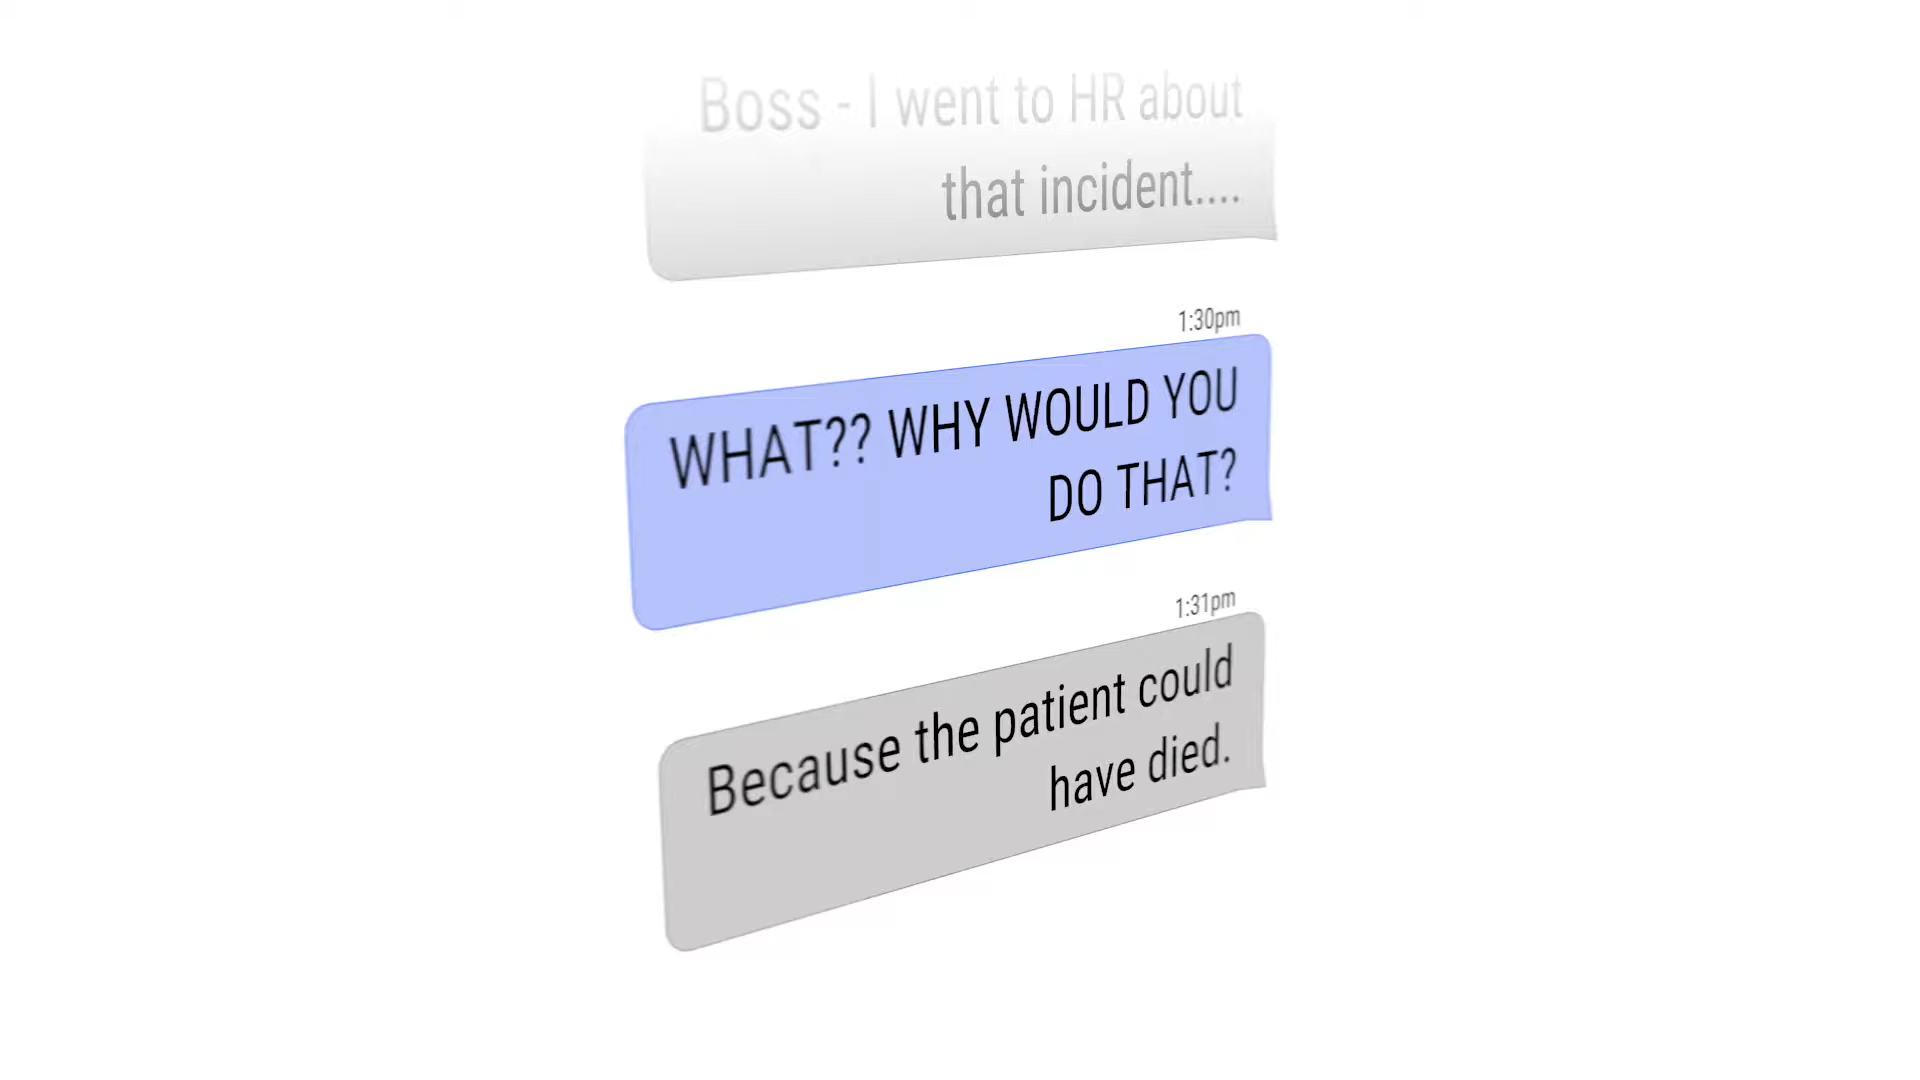 Boss - I went to HR about
that incident....
1:30pm
WHAT?? WHY WOULD YOU
DO THAT?
1:31pm
Because the patient could
have died.